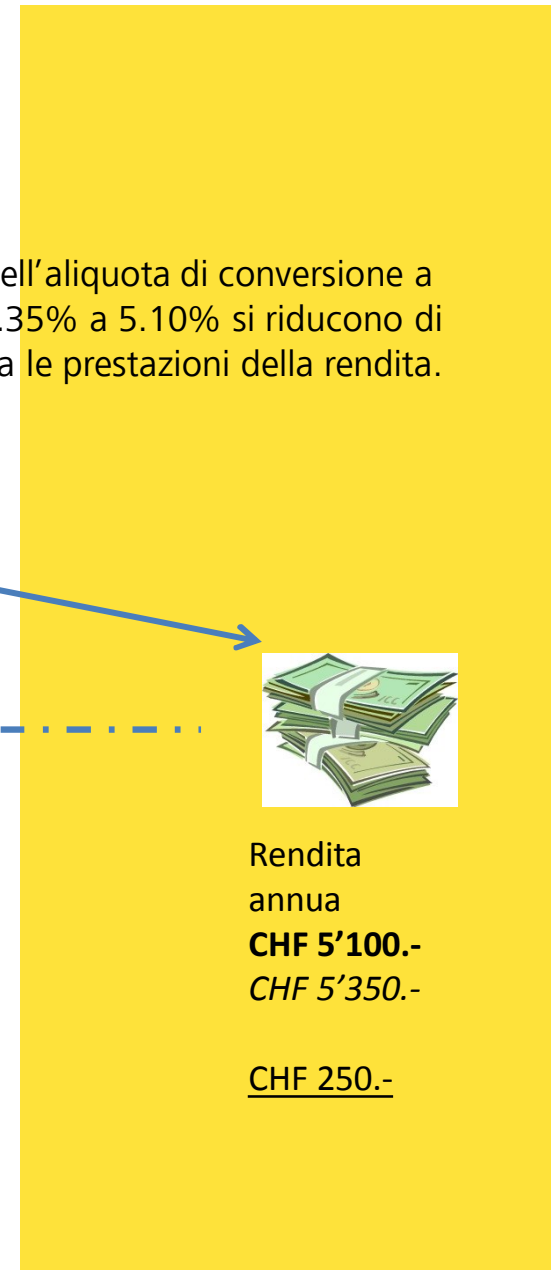 ell’aliquota di conversione a
.35% a 5.10% si riducono di
a le prestazioni della rendita.
Rendita
annua
CHF 5’100.-
CHF 5’350.-
CHF 250.-